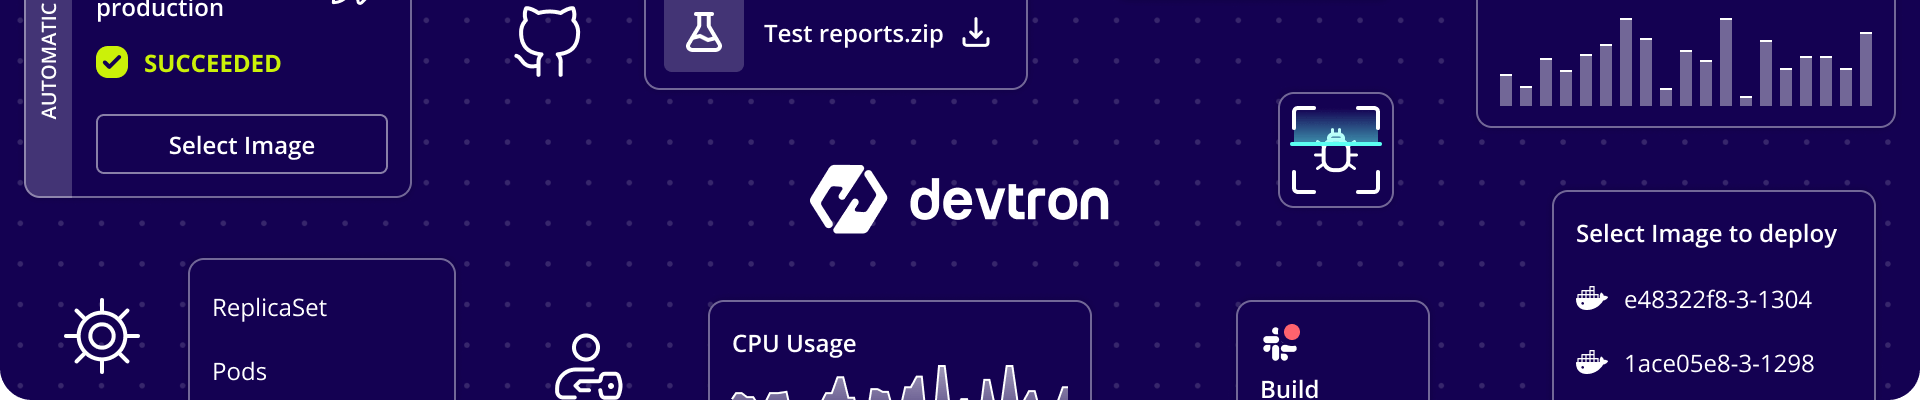 production
AUTOMATIC
SUCCEEDED
Select Image
Test reports.zip
devtron
Select Image to deploy
e48322f8-3-1304
1ace05e8-3-1298
ReplicaSet
Pods
CPU Usage
Build